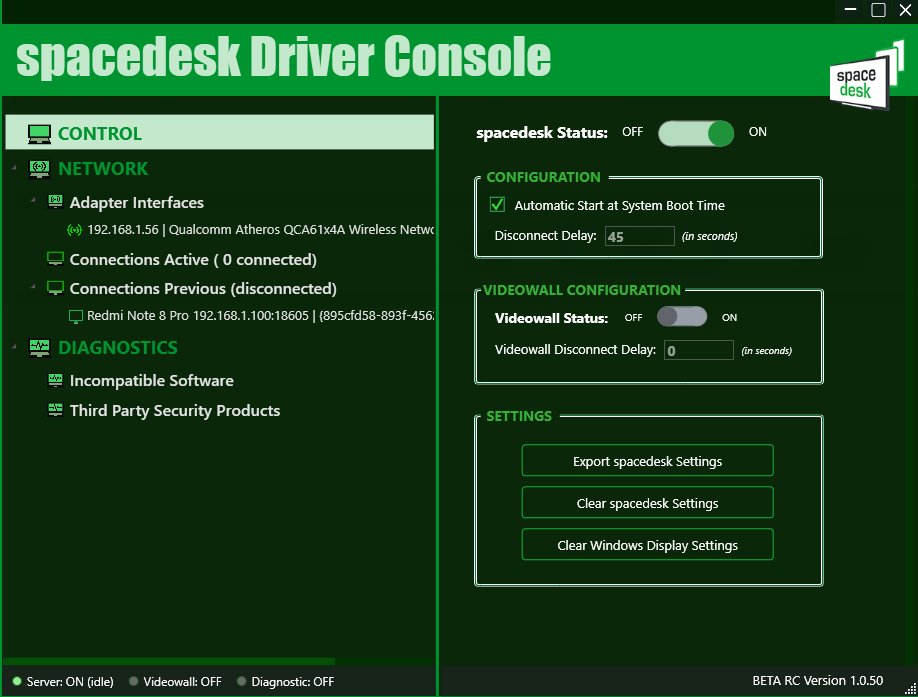 spacedesk Driver Console
space
desk
CONTROL
NETWORK
Adapter Interfaces
192.168.1.56 | Qualcomm Atheros QCA61x4A Wireless Netwo
Connections Active ( 0 connected)
Connections Previous (disconnected)
Redmi Note 8 Pro 192.168.1.100:18605 | {895cfd58-893f-456
DIAGNOSTICS
Incompatible Software
Third Party Security Products
spacedesk Status: OFF ON
CONFIGURATION
Automatic Start at System Boot Time
Disconnect Delay: 45 (in seconds)
VIDEOWALL CONFIGURATION
Videowall Status: OFF ON
Videowall Disconnect Delay: 0 (in seconds)
SETTINGS
Export spacedesk Settings
Clear spacedesk Settings
Clear Windows Display Settings
Server: ON (idle) Videowall: OFF Diagnostic: OFF
BETA RC Version 1.0.50